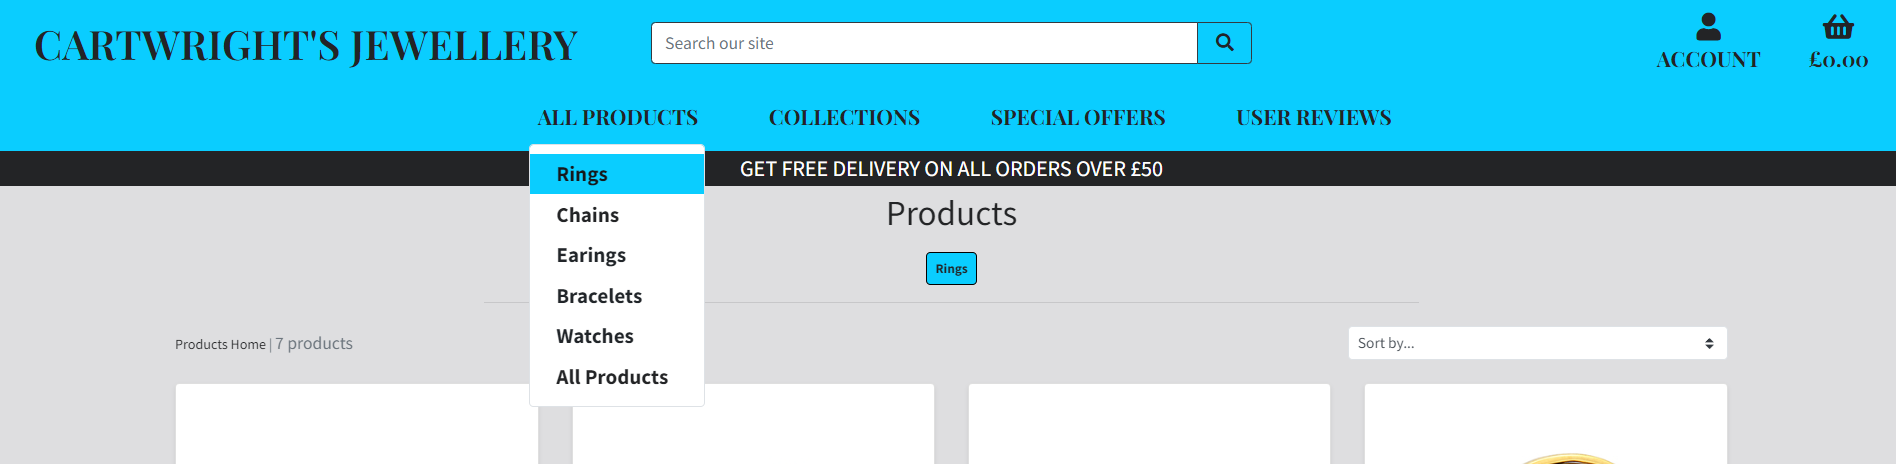 CARTWRIGHT'S JEWELLERY
Search our site
ACCOUNT
£0.00
ALL PRODUCTS
COLLECTIONS
SPECIAL OFFERS
USER REVIEWS
GET FREE DELIVERY ON ALL ORDERS OVER £50
Rings
Chains
Earings
Bracelets
Watches
All Products
Products
Rings
Products Home | 7 products
Sort by...